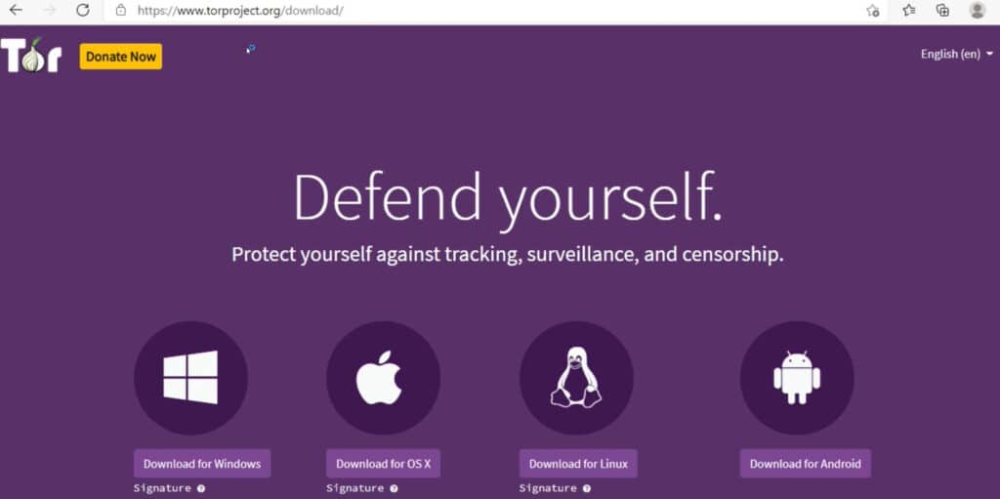 https://www.torproject.org/download/
Tor
Donate Now
English (en)
Defend yourself.
Protect yourself against tracking, surveillance, and censorship.
Download for Windows
Download for OS X
Download for Linux
Download for Android
Signature ?
Signature ?
Signature ?